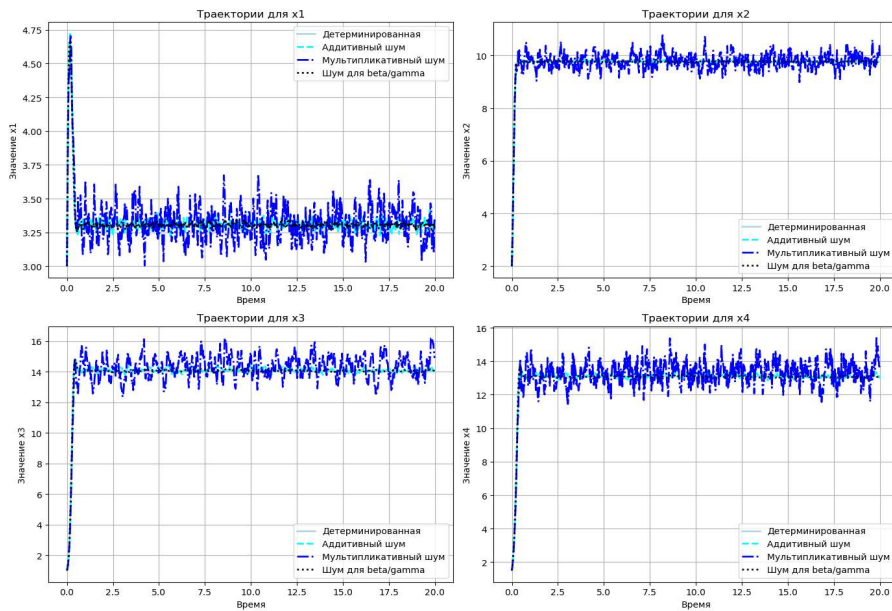 Траектории для x1
Значение x1
4.75
4.50
4.25
4.00
3.75
3.50
3.25
3.00
Детерминированная
Аддитивный шум
Мультипликативный шум
Шум для beta/gamma
0.0 2.5 5.0 7.5 10.0 12.5 15.0 17.5 20.0
Время
Траектории для x2
Значение x2
10
8
6
4
2
Детерминированная
Аддитивный шум
Мультипликативный шум
Шум для beta/gamma
0.0 2.5 5.0 7.5 10.0 12.5 15.0 17.5 20.0
Время
Траектории для x3
Значение x3
16
14
12
10
8
6
4
2
Детерминированная
Аддитивный шум
Мультипликативный шум
Шум для beta/gamma
0.0 2.5 5.0 7.5 10.0 12.5 15.0 17.5 20.0
Время
Траектории для x4
Значение x4
16
14
12
10
8
6
4
2
Детерминированная
Аддитивный шум
Мультипликативный шум
Шум для beta/gamma
0.0 2.5 5.0 7.5 10.0 12.5 15.0 17.5 20.0
Время